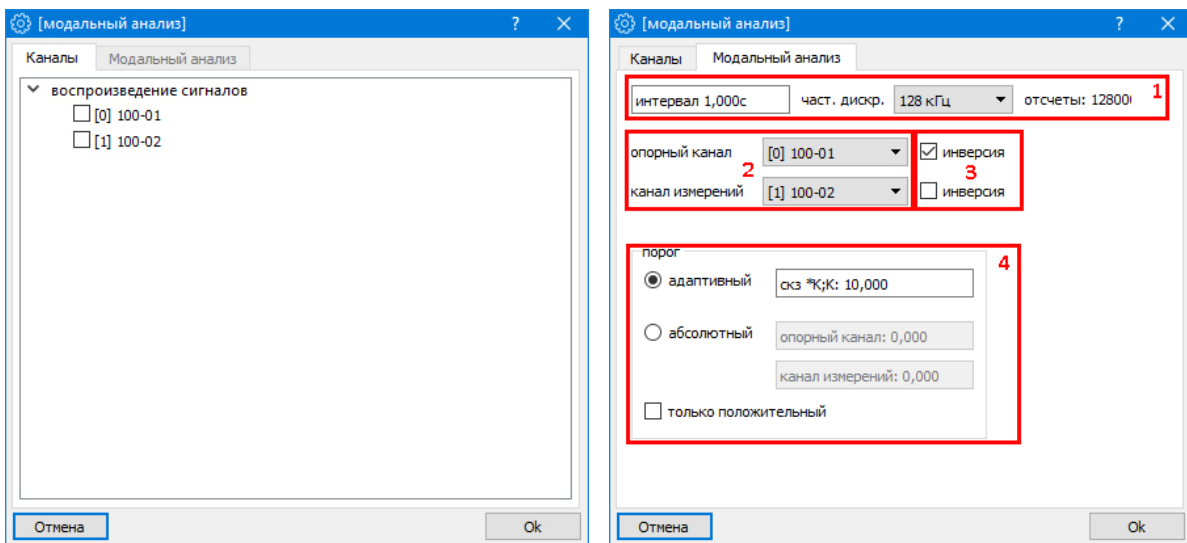 [модальный анализ] ?
Каналы Модальный анализ
воспроизведение сигналов
[0] 100-01
[1] 100-02
Отмена Ok
[модальный анализ] ?
Каналы Модальный анализ
интервал 1,000с част. дискр. 128 кГц отсчеты: 12800 1
опорный канал [0] 100-01 инверсия
2 3
канал измерений [1] 100-02 инверсия
порог 4
адаптивный скз *К;К: 10,000
абсолютный опорный канал: 0,000
канал измерений: 0,000
только положительный
Отмена Ok